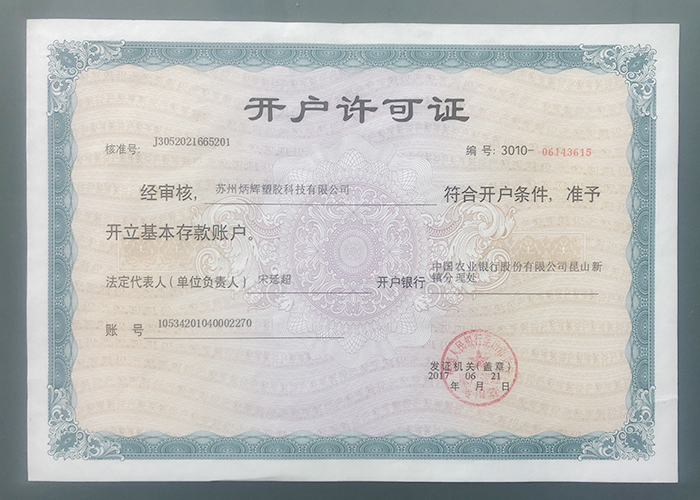 开户许可证
核准号: J3052021665201 编号: 3010- 06143615
经审核, 苏州炳辉塑胶科技有限公司 符合开户条件, 准予
开立基本存款账户。
法定代表人(单位负责人) 宋延超 开户银行 中国农业银行股份有限公司昆山新
镇分理处
账 号 10534201040002270
发证机关(盖章)
2017 06 21
年 月 日